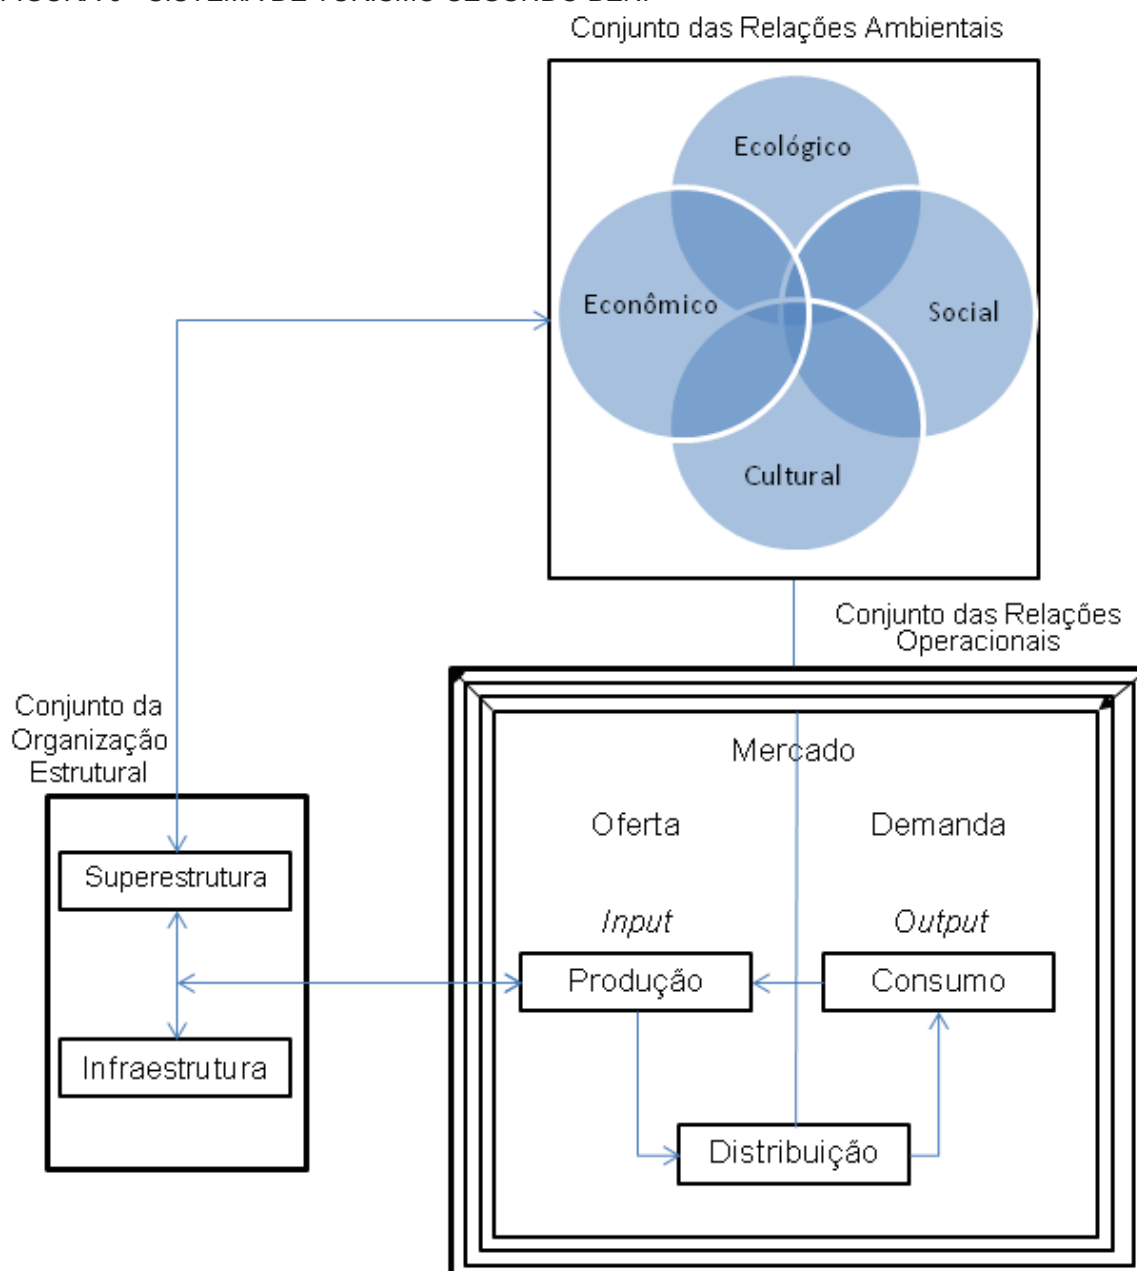 Conjunto das Relações Ambientais
Ecológico
Econômico
Social
Cultural
Conjunto das Relações
Operacionais
Conjunto da
Organização
Estrutural
Mercado
Oferta
Demanda
Superestrutura
Input
Output
Produção
Consumo
Infraestrutura
Distribuição